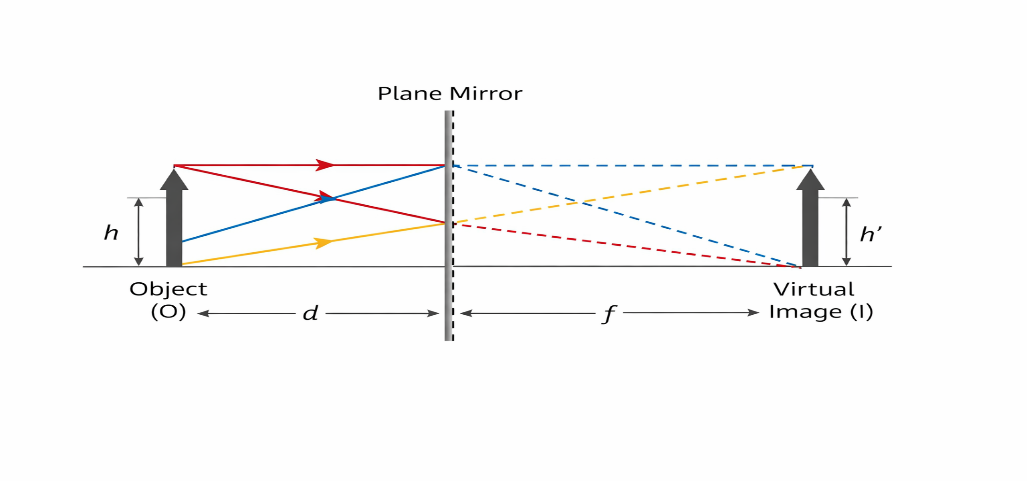 Plane Mirror
h
h’
Object
(O)
d
f
Virtual
Image (I)